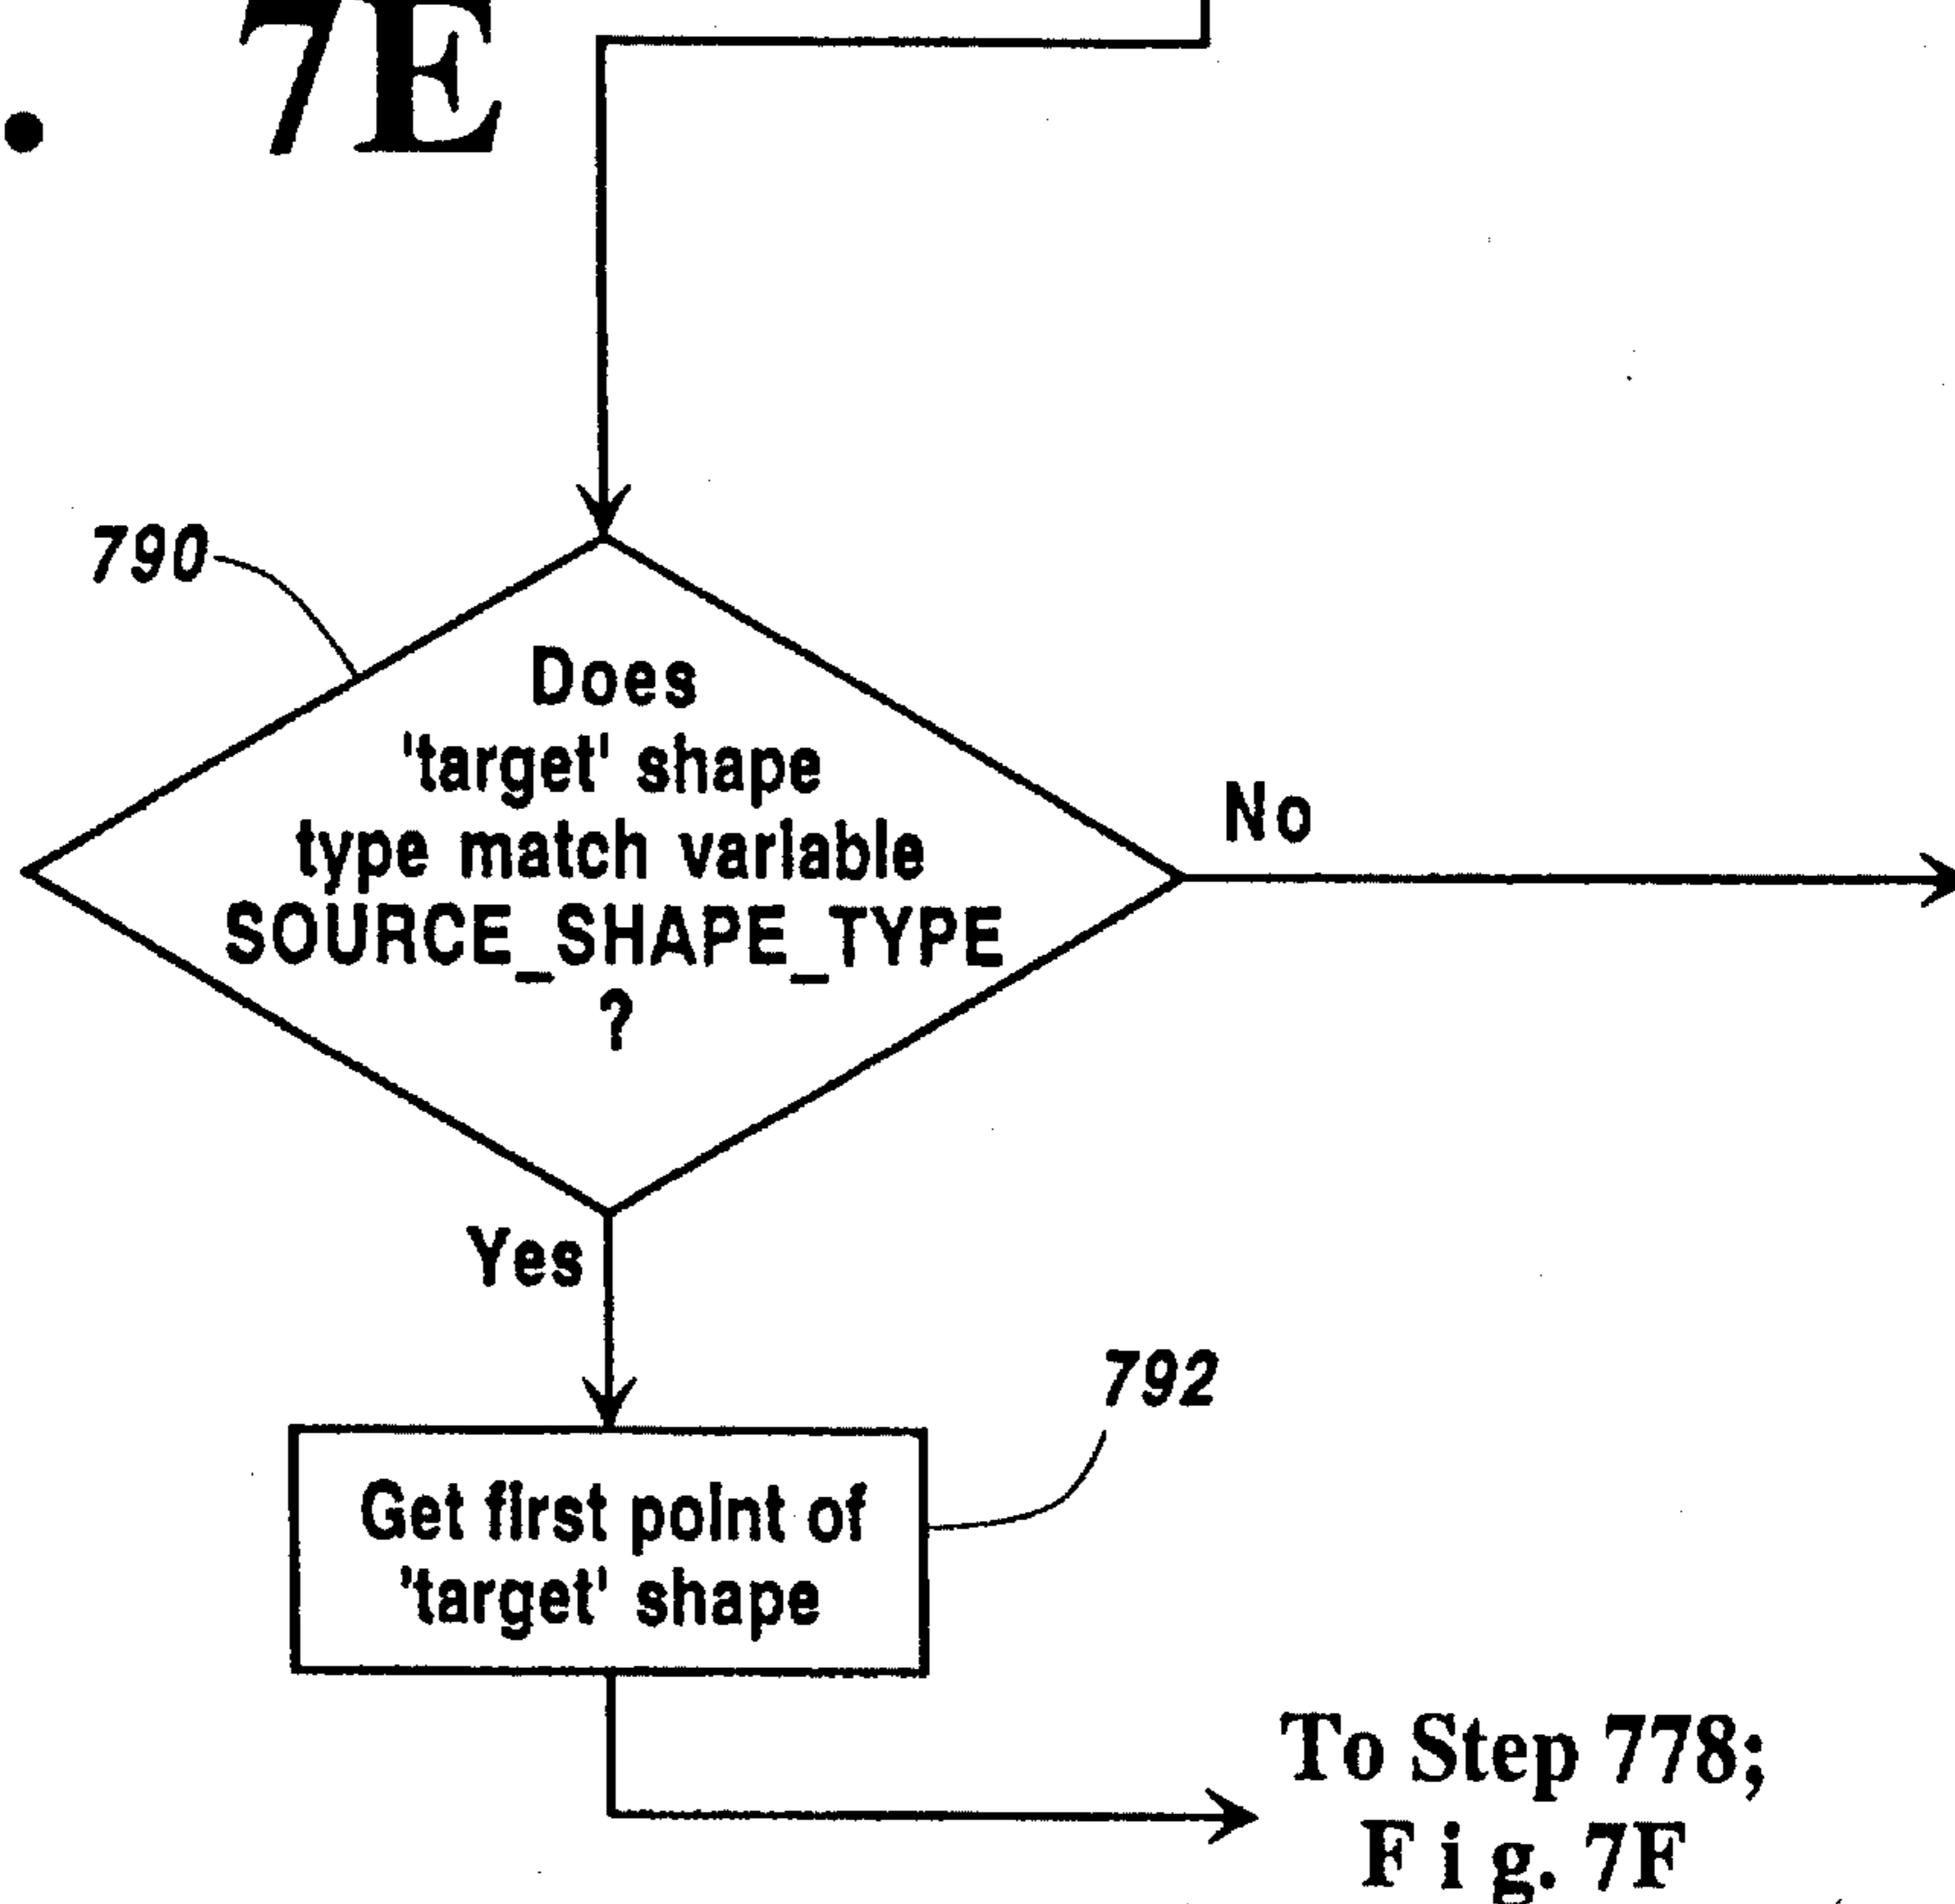 . 7E
790
Does
'target' shape
type match variable
SOURCE_SHAPE_TYPE
?
No
Yes
792
Get first point of
'target' shape
To Step 778;
Fig. 7F